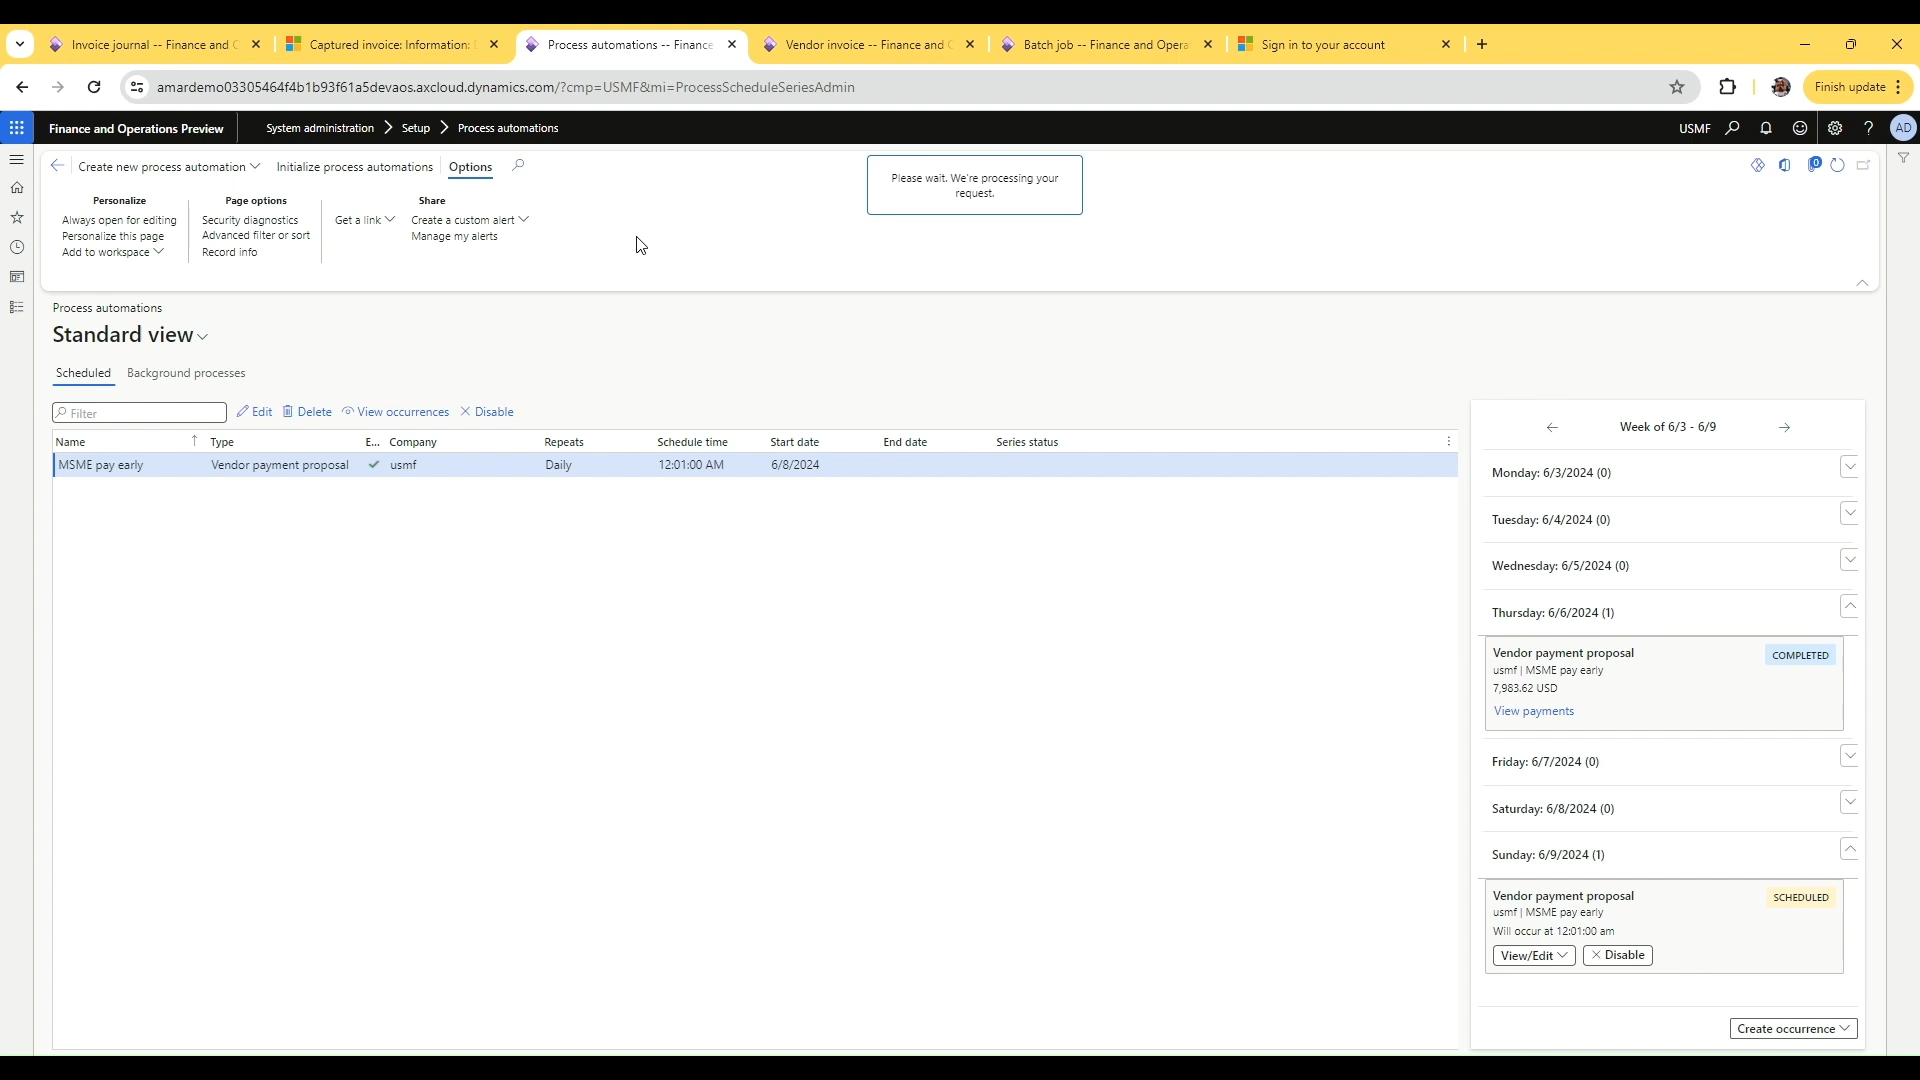 Invoice journal -- Finance and C
Captured invoice: Information:
Process automations -- Finance
Vendor invoice -- Finance and
Batch job -- Finance and Opera
Sign in to your account
amardemo03305464f4b1b93f61a5devaos.axcloud.dynamics.com/?cmp=USMF&mi=ProcessScheduleSeriesAdmin
Finish update
Finance and Operations Preview
System administration
Setup
Process automations
USMF
AD
Create new process automation
Initialize process automations
Options
Please wait. We're processing your
request.
0
Personalize
Always open for editing
Personalize this page
Add to workspace
Page options
Security diagnostics
Advanced filter or sort
Record info
Share
Get a link
Create a custom alert
Manage my alerts
Process automations
Standard view
Scheduled
Background processes
Filter
Edit
Delete
View occurrences
Disable
Name
Type
E...
Company
Repeats
Schedule time
Start date
End date
Series status
MSME pay early
Vendor payment proposal
usmf
Daily
12:01:00 AM
6/8/2024
Week of 6/3 - 6/9
Monday: 6/3/2024 (0)
Tuesday: 6/4/2024 (0)
Wednesday: 6/5/2024 (0)
Thursday: 6/6/2024 (1)
Vendor payment proposal
COMPLETED
usmf | MSME pay early
7,983.62 USD
View payments
Friday: 6/7/2024 (0)
Saturday: 6/8/2024 (0)
Sunday: 6/9/2024 (1)
Vendor payment proposal
SCHEDULED
usmf | MSME pay early
Will occur at 12:01:00 am
View/Edit
Disable
Create occurrence